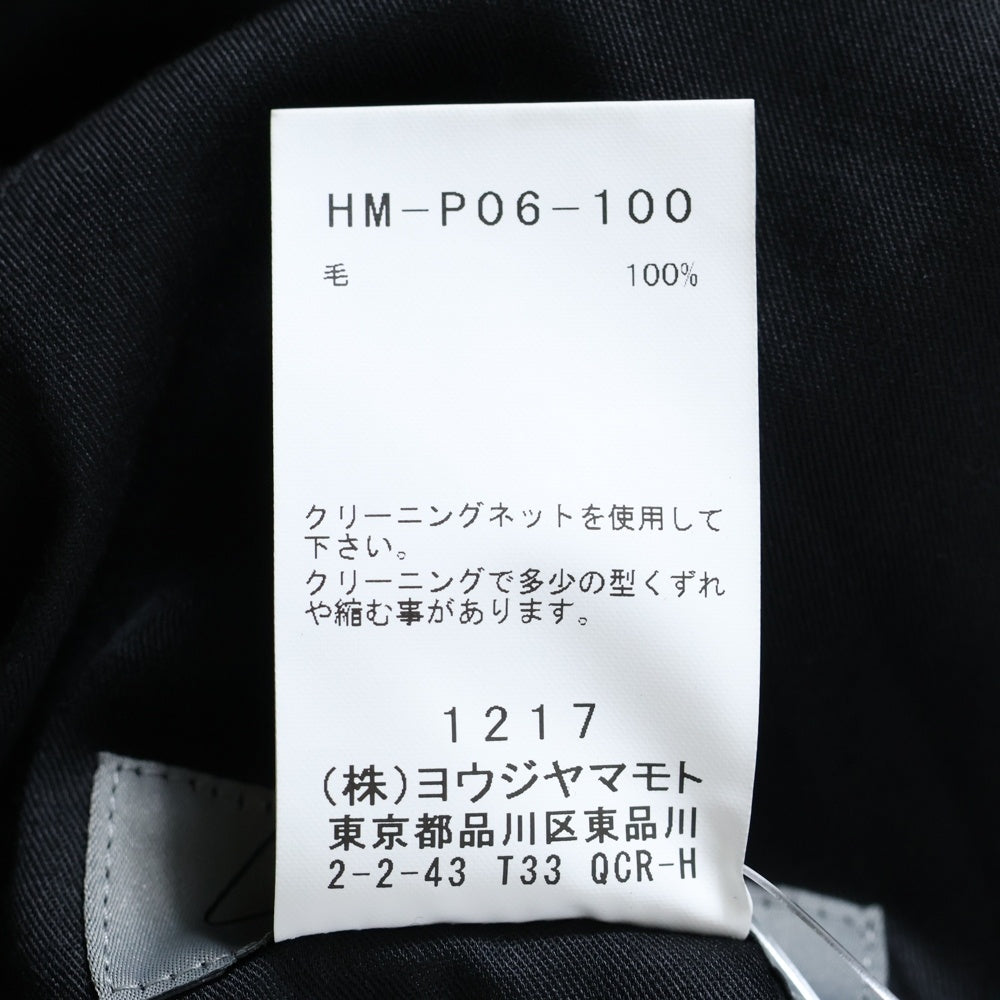 HM-P06-100
毛 100%
クリーニングネットを使用して
下さい。
クリーニングで多少の型くずれ
や縮む事があります。
1217
(株)ヨウジヤマモト
東京都品川区東品川
2-2-43 T33 QCR-H